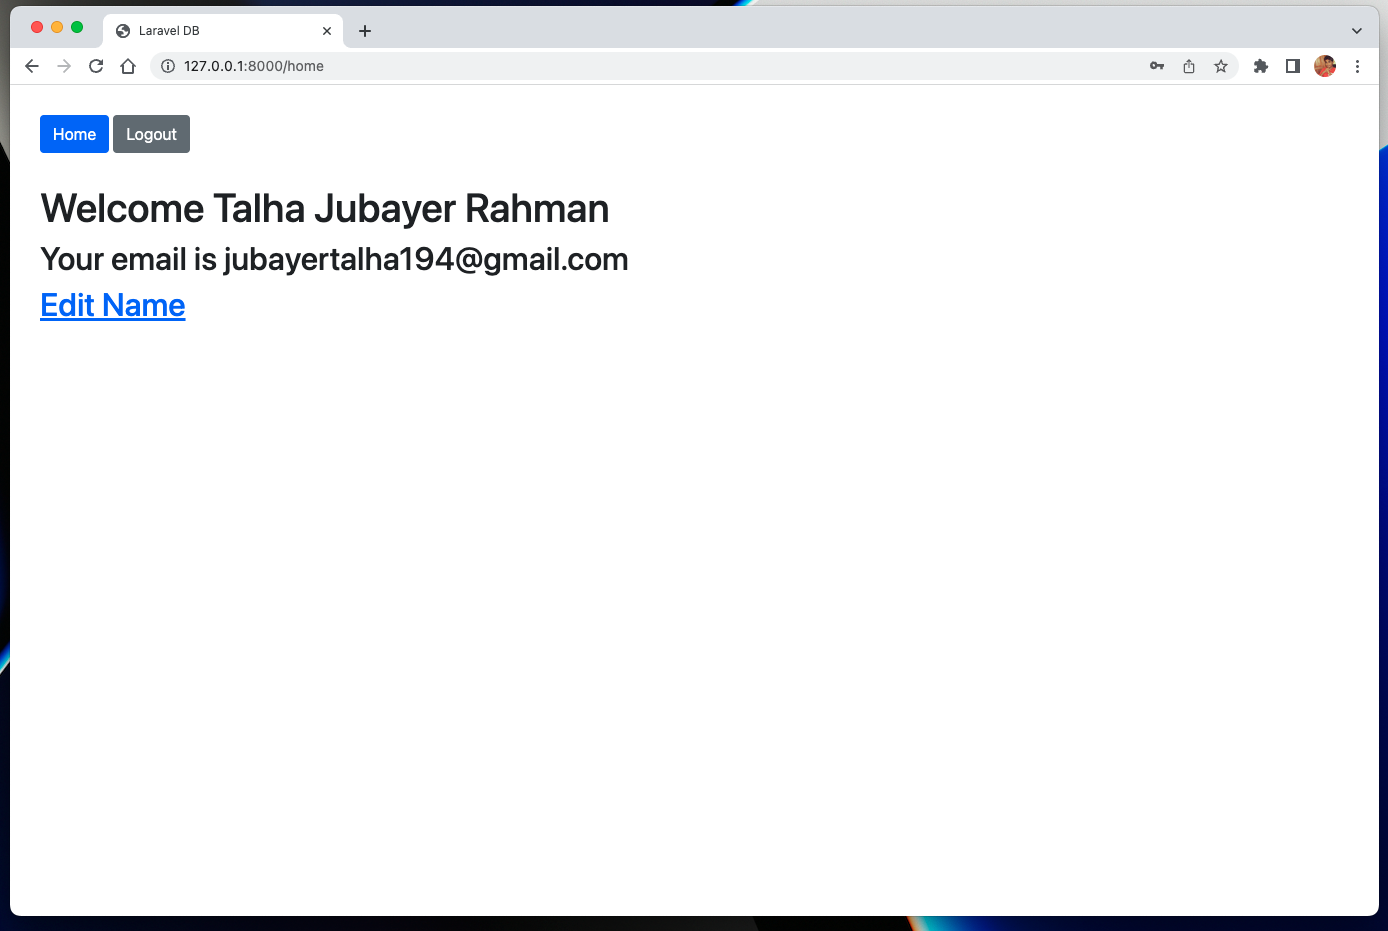 Laravel DB
127.0.0.1:8000/home
Home Logout
Welcome Talha Jubayer Rahman
Your email is jubayertalha194@gmail.com
Edit Name